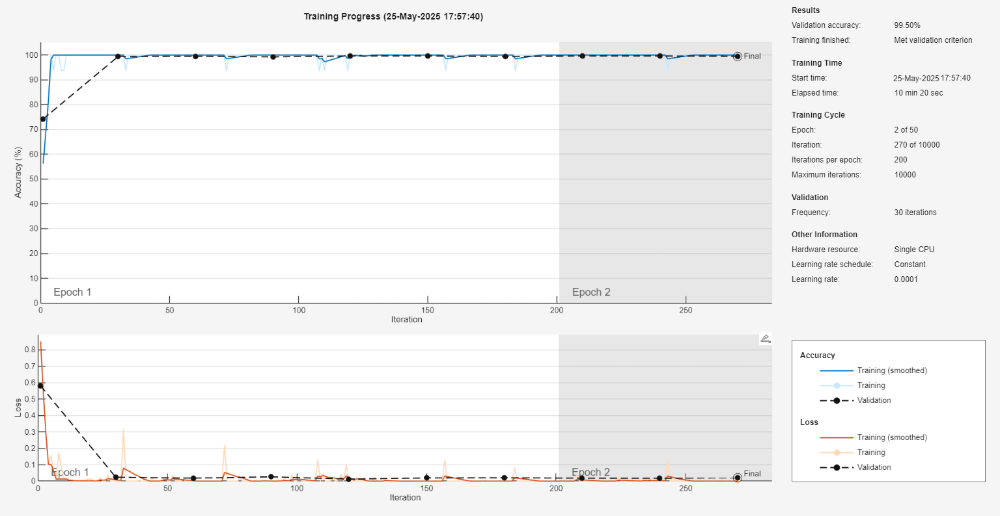 Training Progress (25-May-2025 17:57:40)
100
90
80
70
60
50
40
30
20
10
0
Accuracy (%)
Epoch 1
Epoch 2
Final
0
50
100
150
200
250
Iteration
0.8
0.7
0.6
0.5
0.4
0.3
0.2
0.1
0
Loss
Epoch 1
Epoch 2
Final
0
50
100
150
200
250
Iteration
Results
Validation accuracy: 99.50%
Training finished: Met validation criterion
Training Time
Start time: 25-May-2025 17:57:40
Elapsed time: 10 min 20 sec
Training Cycle
Epoch: 2 of 50
Iteration: 270 of 10000
Iterations per epoch: 200
Maximum iterations: 10000
Validation
Frequency: 30 iterations
Other Information
Hardware resource: Single CPU
Learning rate schedule: Constant
Learning rate: 0.0001
Accuracy
Training (smoothed)
Training
Validation
Loss
Training (smoothed)
Training
Validation